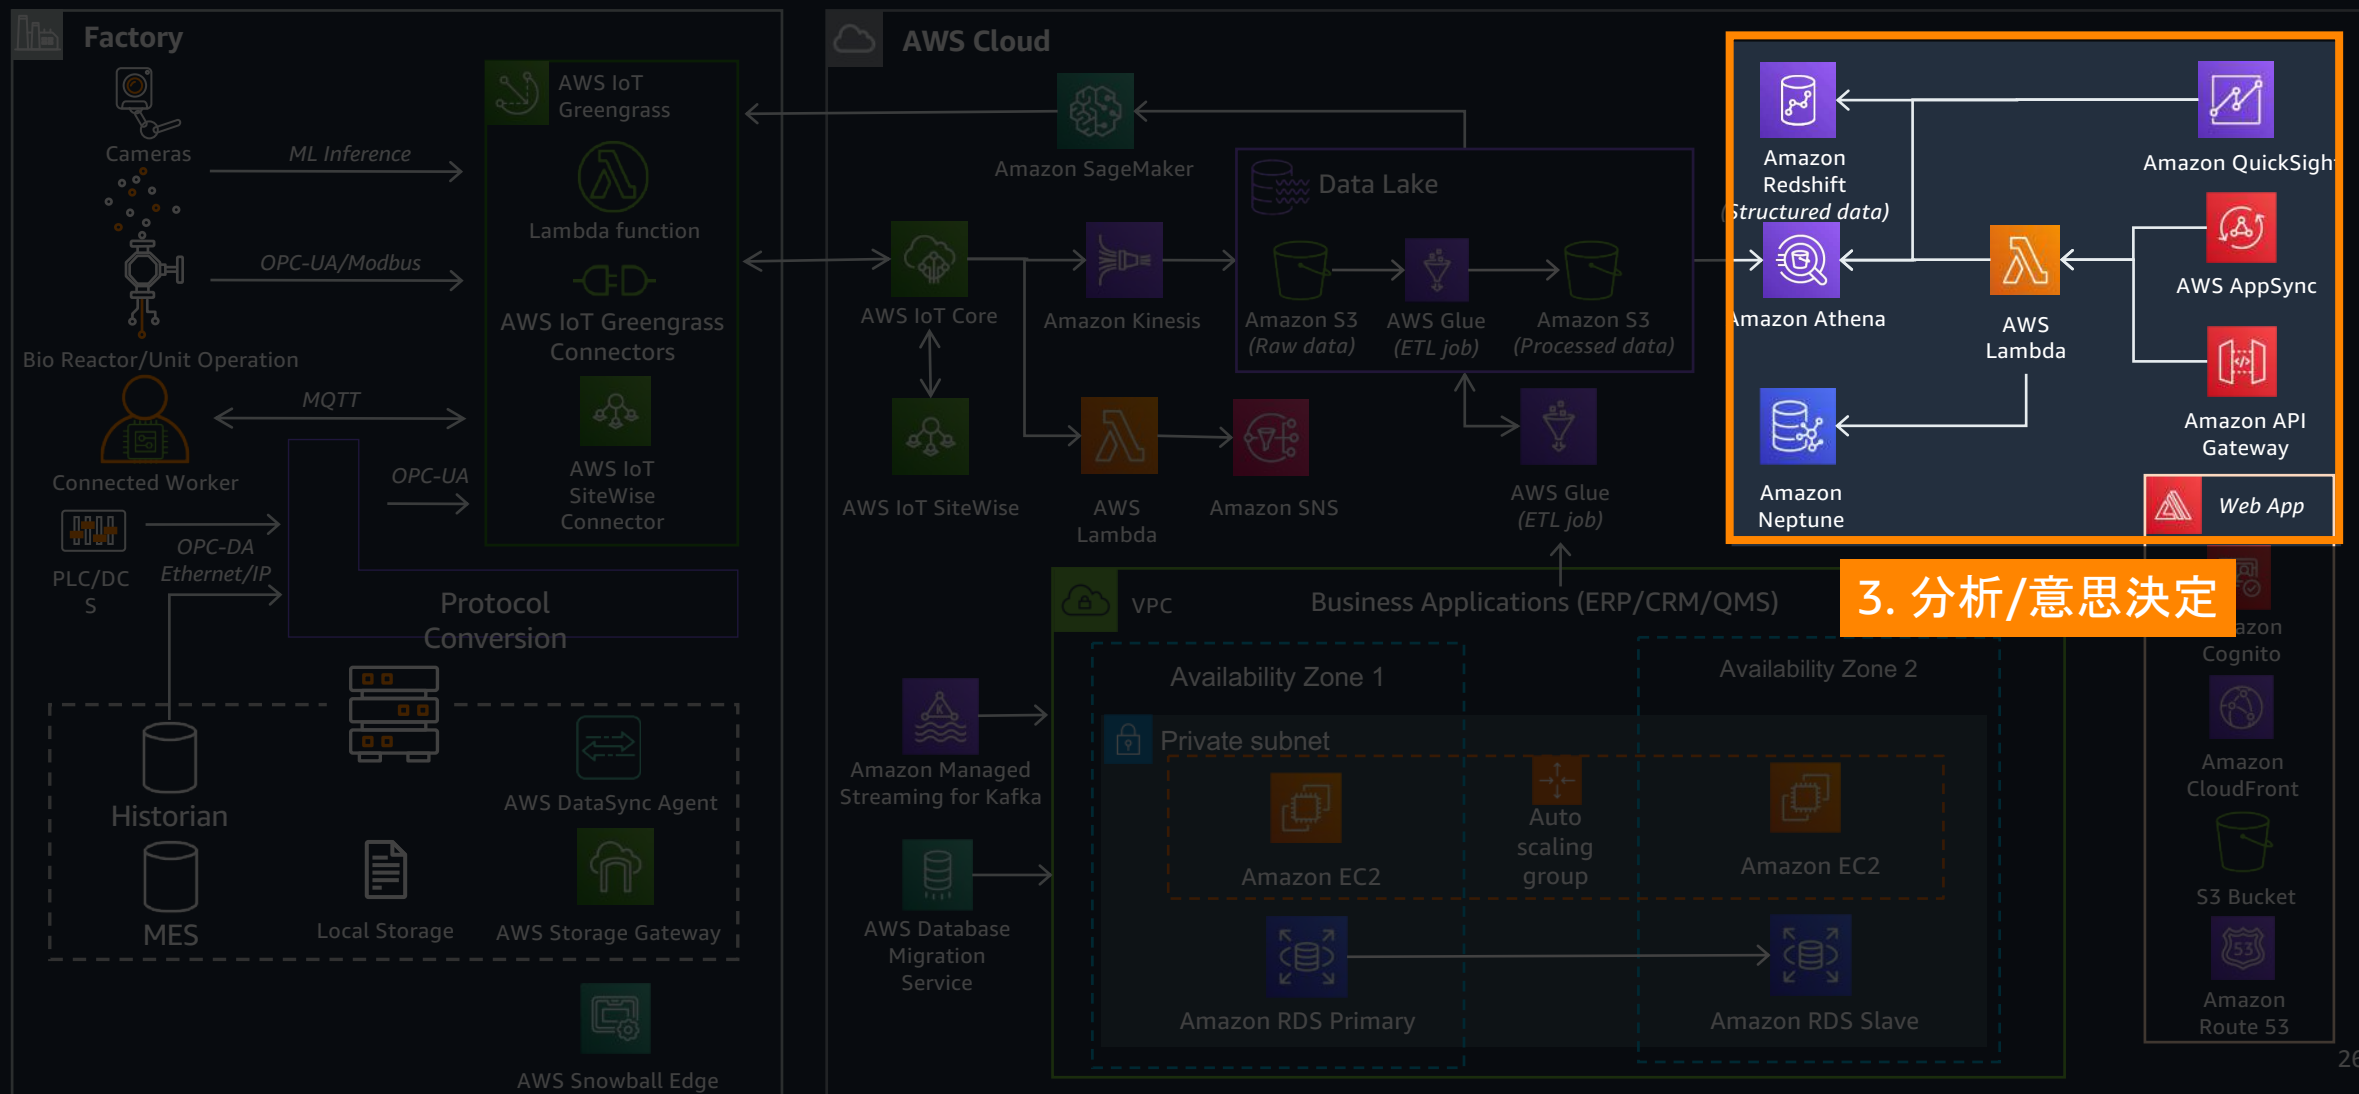 Factory
Cameras
ML Inference
AWS IoT
Greengrass
Lambda function
OPC-UA/Modbus
AWS IoT Greengrass
Connectors
Bio Reactor/Unit Operation
MQTT
Connected Worker
OPC-UA
AWS IoT
SiteWise
Connector
OPC-DA
Ethernet/IP
PLC/DC
S
Protocol
Conversion
Historian
MES
Local Storage
AWS DataSync Agent
AWS Storage Gateway
AWS Snowball Edge
AWS Cloud
Amazon SageMaker
Data Lake
AWS IoT Core
Amazon Kinesis
Amazon S3
(Raw data)
AWS Glue
(ETL job)
Amazon S3
(Processed data)
AWS IoT SiteWise
AWS
Lambda
Amazon SNS
AWS Glue
(ETL job)
VPC
Business Applications (ERP/CRM/QMS)
Availability Zone 1
Availability Zone 2
Private subnet
Amazon EC2
Auto
scaling
group
Amazon EC2
Amazon RDS Primary
Amazon RDS Slave
K
Amazon Managed
Streaming for Kafka
AWS Database
Migration
Service
Amazon
Redshift
(Structured data)
Amazon QuickSight
Amazon Athena
AWS
Lambda
AWS AppSync
Amazon API
Gateway
Amazon
Neptune
Web App
3. 分析/意思決定
azon
Cognito
Amazon
CloudFront
S3 Bucket
53
Amazon
Route 53
26